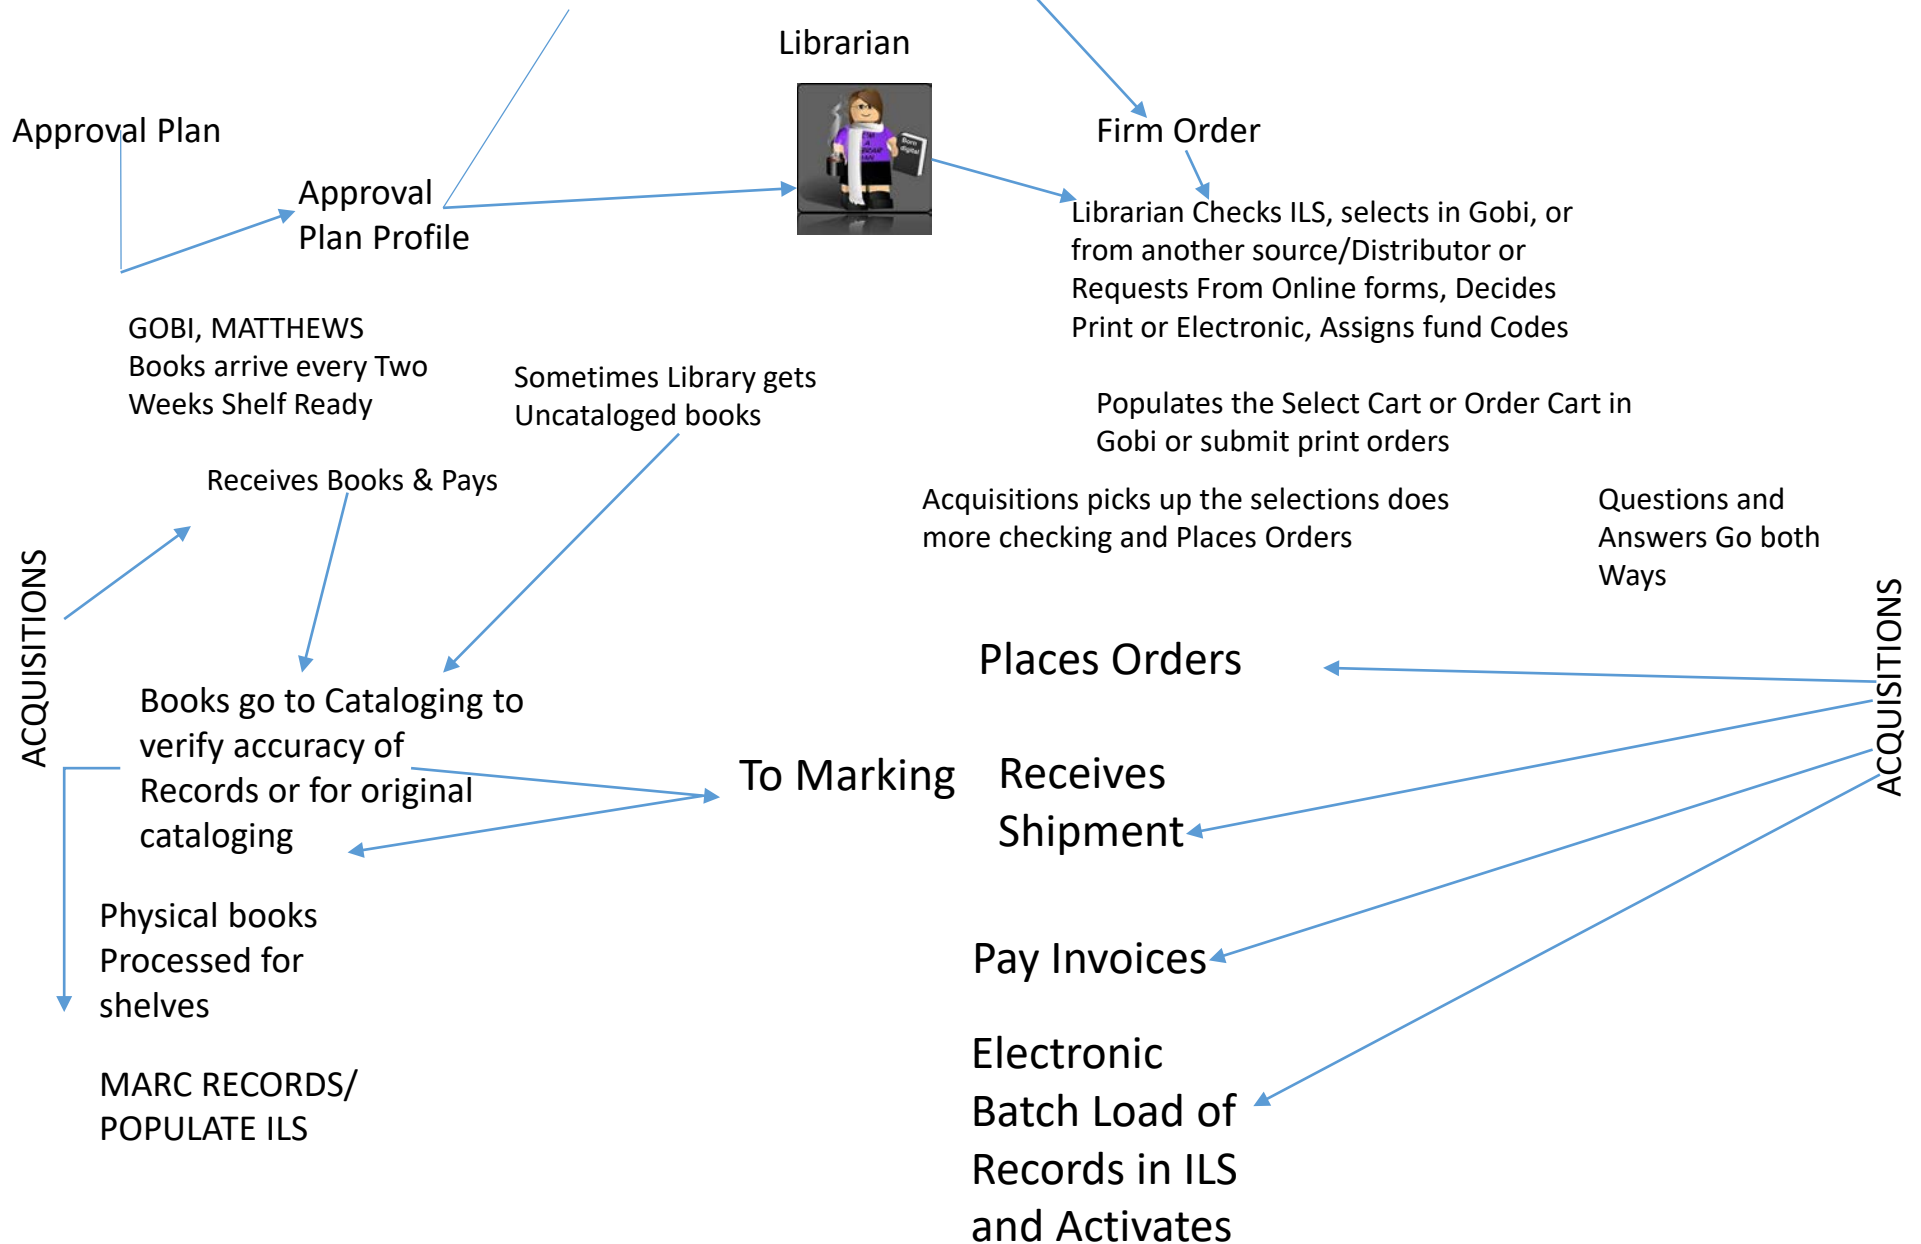 Librarian
Approval Plan
Firm Order
Approval
Plan Profile
I'M
A
LIBRAR
IAN
Born
digital
Librarian Checks ILS, selects in Gobi, or
from another source/Distributor or
Requests From Online forms, Decides
Print or Electronic, Assigns fund Codes
GOBI, MATTHEWS
Books arrive every Two
Weeks Shelf Ready
Sometimes Library gets
Uncataloged books
Populates the Select Cart or Order Cart in
Gobi or submit print orders
Receives Books & Pays
Acquisitions picks up the selections does
more checking and Places Orders
Questions and
Answers Go both
Ways
ACQUISITIONS
ACQUISITIONS
Places Orders
Books go to Cataloging to
verify accuracy of
Records or for original
cataloging
To Marking
Receives
Shipment
Physical books
Processed for
shelves
Pay Invoices
MARC RECORDS/
POPULATE ILS
Electronic
Batch Load of
Records in ILS
and Activates